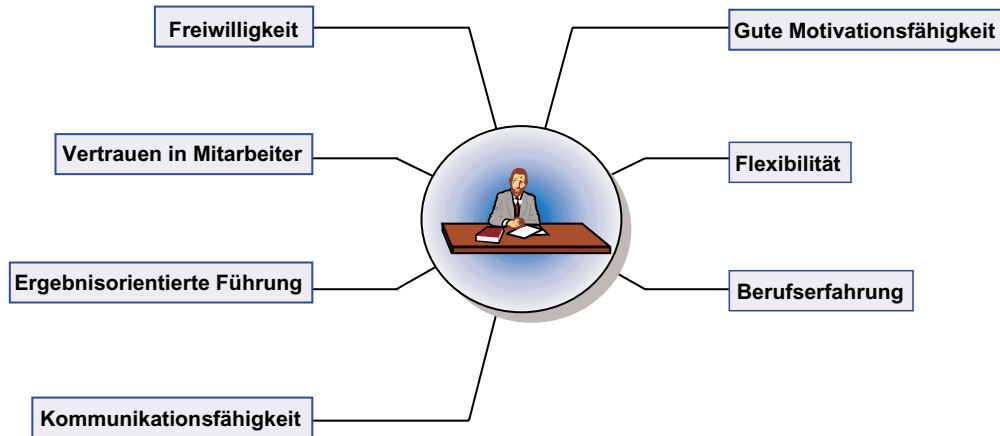 Freiwilligkeit
Gute Motivationsfähigkeit
Vertrauen in Mitarbeiter
Flexibilität
Ergebnisorientierte Führung
Berufserfahrung
Kommunikationsfähigkeit